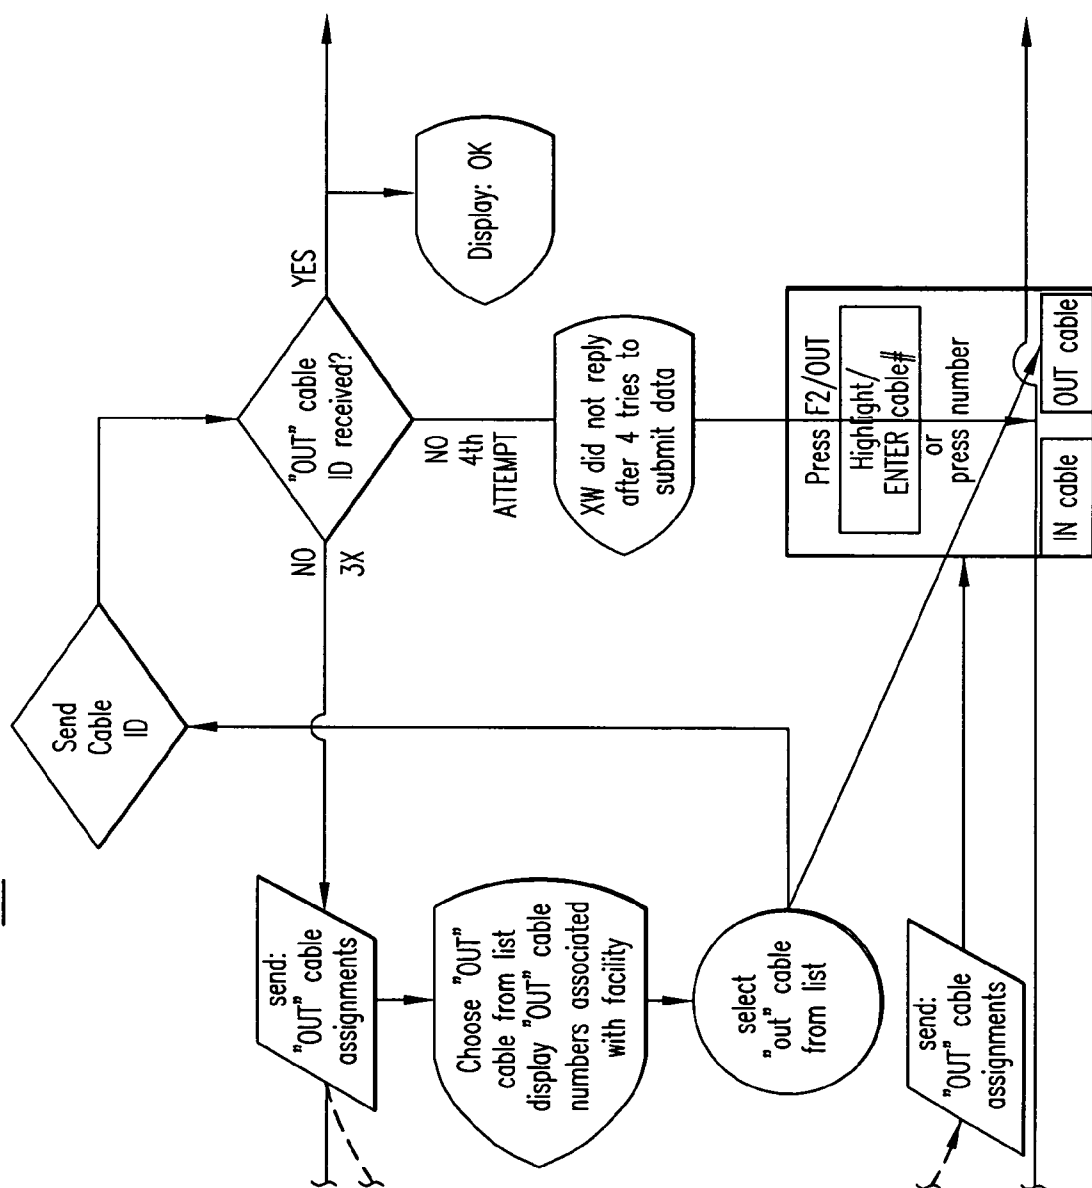 Send
Cable
ID
send:
"OUT" cable
assignments
NO
3X
"OUT" cable
ID received?
YES
NO
4th
ATTEMPT
Display: OK
Choose "OUT"
cable from list
display "OUT" cable
numbers associated
with facility
XW did not reply
after 4 tries to
submit data
select
"out" cable
from list
Press F2/OUT
Highlight/
ENTER cable#
or
press number
IN cable
OUT cable
send:
"OUT" cable
assignments